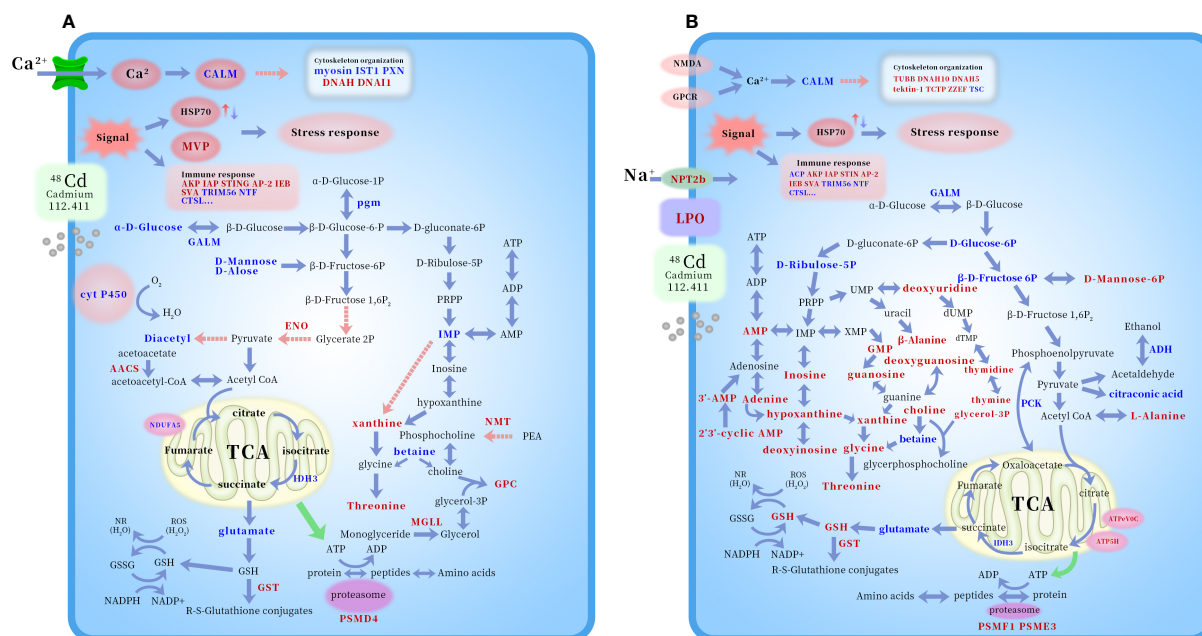 A
Ca²⁺
Ca²
CALM
Cytoskeleton organization
myosin IST1 PXN
DNAH DNAI1
Signal
HSP70
MVP
Stress response
Immune response
AKP IAP STING AP-2 IEB
SVA TRIM56 NTF
CTSL...
⁴⁸Cd
Cadmium
112.411
α-D-Glucose-1P
pgm
α-D-Glucose
GALM
β-D-Glucose
β-D-Glucose-6-P
D-gluconate-6P
ATP
D-Mannose
D-Alose
β-D-Fructose-6P
D-Ribulose-5P
ADP
cyt P450
O₂
H₂O
β-D-Fructose 1,6P₂
PRPP
Diacetyl
Pyruvate
ENO
Glycerate 2P
IMP
AMP
acetoacetate
AACS
acetoacetyl-CoA
Acetyl CoA
Inosine
hypoxanthine
NDUFA5
citrate
Fumarate
TCA
isocitrate
succinate
IDH3
xanthine
NMT
Phosphocholine
PEA
betaine
glycine
choline
GPC
Threonine
glycerol-3P
MGLL
Monoglyceride
Glycerol
glutamate
NR
(H₂O)
ROS
(H₂O₂)
GSSG
GSH
GSH
GST
NADPH
NADP+
R-S-Glutathione conjugates
ATP
ADP
protein
peptides
Amino acids
proteasome
PSMD4
B
NMDA
GPCR
Ca²⁺
CALM
Cytoskeleton organization
TUBB DNAH10 DNAH5
tektin-1 TCTP ZZEF TSC
Signal
HSP70
Stress response
Immune response
ACP AKP IAP STIN AP-2
IEB SVA TRIM56 NTF
CTSL...
Na⁺
NPT2b
LPO
⁴⁸Cd
Cadmium
112.411
GALM
α-D-Glucose
β-D-Glucose
ATP
D-gluconate-6P
D-Glucose-6P
D-Ribulose-5P
ADP
β-D-Fructose 6P
D-Mannose-6P
PRPP
UMP
deoxyuridine
uracil
dUMP
β-D-Fructose 1,6P₂
AMP
IMP
XMP
β-Alanine
dTMP
Ethanol
ADH
GMP
Adenosine
deoxyguanosine
Phosphoenolpyruvate
Inosine
guanosine
thymidine
Acetaldehyde
Pyruvate
citraconic acid
3'-AMP
Adenine
guanine
thymine
PCK
hypoxanthine
xanthine
choline
glycerol-3P
Acetyl CoA
L-Alanine
2'3'-cyclic AMP
betaine
deoxyinosine
glycine
glycerphosphocholine
Threonine
Oxaloacetate
NR
(H₂O)
ROS
(H₂O₂)
Fumarate
TCA
citrate
GSSG
GSH
GSH
glutamate
succinate
ATPeV0C
ATP5H
GST
IDH3
isocitrate
NADPH
NADP+
R-S-Glutathione conjugates
ADP
ATP
Amino acids
peptides
protein
proteasome
PSMF1 PSME3